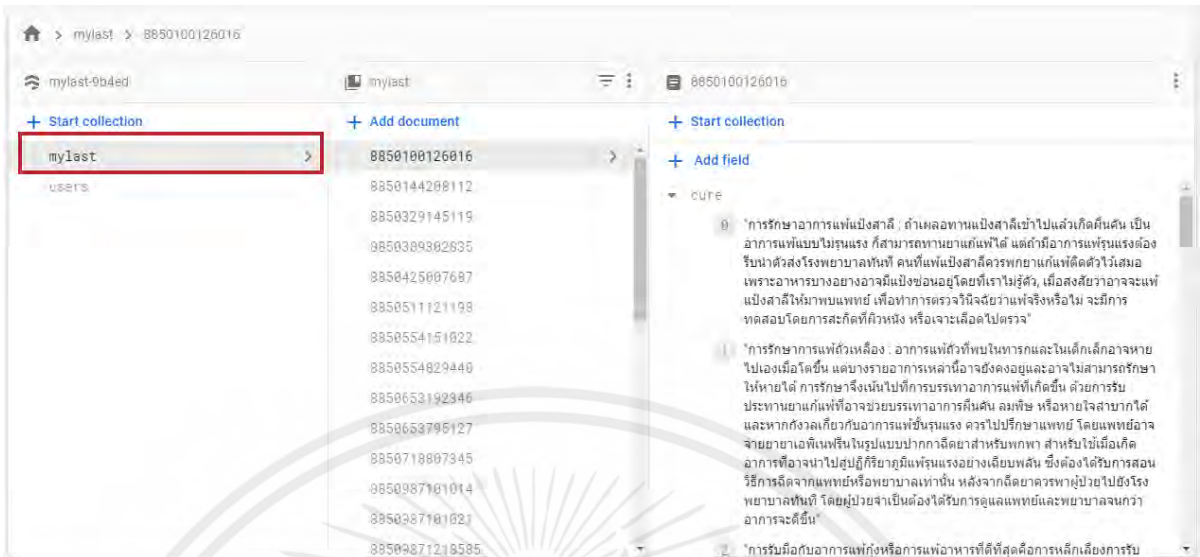 mylast > 8850100126016
mylast-9b4ed
mylast
8850100126016
+ Start collection
+ Add document
+ Start collection
mylast >
8850100126016 >
+ Add field
users
8850144208112
8850329145119
8850389302835
8850425007687
8850511121198
8850554151022
8850554829440
8850653192346
8850653795127
8850718807345
8850987101014
8850987101021
88509871218585
cure
0 "การรักษาอาการแพ้แป้งสาลี : ถ้าเผลอทานแป้งสาลีเข้าไปแล้วเกิดผื่นคัน เป็น
อาการแพ้แบบไม่รุนแรง ก็สามารถทานยาแก้แพ้ได้ แต่ถ้ามีอาการแพ้รุนแรงต้อง
รีบนำตัวส่งโรงพยาบาลทันที คนที่แพ้แป้งสาลีควรพกยาแก้แพ้ติดตัวไว้เสมอ
เพราะอาหารบางอย่างอาจมีแป้งซ่อนอยู่โดยที่เราไม่รู้ตัว, เมื่อสงสัยว่าอาจจะแพ้
แป้งสาลีให้มาพบแพทย์ เพื่อทำการตรวจวินิจฉัยว่าแพ้จริงหรือไม่ จะมีการ
ทดสอบโดยการสะกิดที่ผิวหนัง หรือเจาะเลือดไปตรวจ"
1 "การรักษาการแพ้ถั่วเหลือง : อาการแพ้ถั่วที่พบในทารกและในเด็กเล็กอาจหาย
ไปเองเมื่อโตขึ้น แต่บางรายอาการเหล่านี้อาจยังคงอยู่และอาจไม่สามารถรักษา
ให้หายได้ การรักษาจึงเน้นไปที่การบรรเทาอาการแพ้ที่เกิดขึ้น ด้วยการรับ
ประทานยาแก้แพ้ที่อาจช่วยบรรเทาอาการผื่นคัน ลมพิษ หรือหายใจลำบากได้
และหากกังวลเกี่ยวกับอาการแพ้ขั้นรุนแรง ควรไปปรึกษาแพทย์ โดยแพทย์อาจ
จ่ายยายาเอพิเนฟรินในรูปแบบปากกาฉีดยาสำหรับพกพา สำหรับใช้เมื่อเกิด
อาการที่อาจนำไปสู่ปฏิกิริยาภูมิแพ้รุนแรงอย่างเฉียบพลัน ซึ่งต้องได้รับการสอน
วิธีการฉีดจากแพทย์หรือพยาบาลเท่านั้น หลังจากฉีดยาควรพาผู้ป่วยไปยังโรง
พยาบาลทันที โดยผู้ป่วยจำเป็นต้องได้รับการดูแลแพทย์และพยาบาลจนกว่า
อาการจะดีขึ้น"
2 "การรับมือกับอาการแพ้กุ้งหรือการแพ้อาหารที่ดีที่สุดคือการหลีกเลี่ยงการรับ